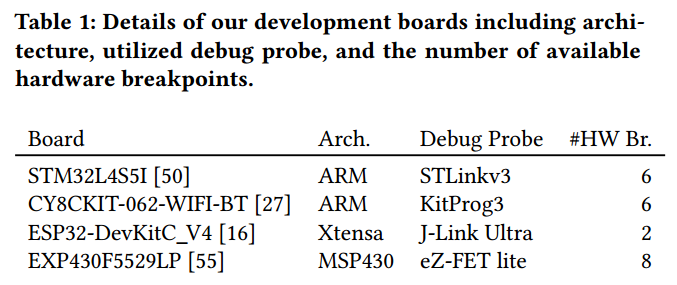 Table 1: Details of our development boards including archi-
tecture, utilized debug probe, and the number of available
hardware breakpoints.
Board Arch. Debug Probe #HW Br.
STM32L4S5I [50] ARM STLinkv3 6
CY8CKIT-062-WIFI-BT [27] ARM KitProg3 6
ESP32-DevKitC_V4 [16] Xtensa J-Link Ultra 2
EXP430F5529LP [55] MSP430 eZ-FET lite 8